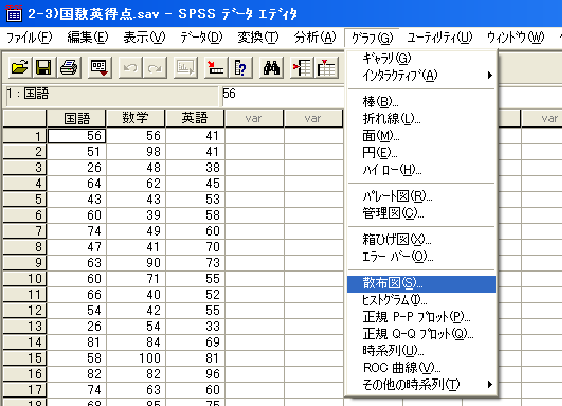 2-3)国数英得点.sav - SPSS データ エディタ
ファイル(F) 編集(E) 表示(V) データ(D) 変換(T) 分析(A) グラフ(G) ユーティリティ(U) ウィンドウ(W)
ギャラリ(G)
インタラクティブ(A)
棒(B)...
折れ線(L)...
面(M)...
円(E)...
ハイ ロー(H)...
パレート図(R)...
管理図(C)...
箱ひげ図(X)...
エラー バー(O)...
散布図(S)...
ヒストグラム(I)...
正規 P-P プロット(P)...
正規 Q-Q プロット(Q)...
時系列(U)...
ROC 曲線(V)...
その他の時系列(T)
1 : 国語 56
国語 数学 英語 var var var
1 56 56 41
2 51 98 41
3 26 48 38
4 64 62 45
5 43 43 53
6 60 39 58
7 74 49 60
8 47 41 70
9 63 90 73
10 60 71 55
11 66 40 52
12 54 42 55
13 26 54 33
14 81 84 69
15 58 100 81
16 82 82 96
17 74 63 60
68 85 75